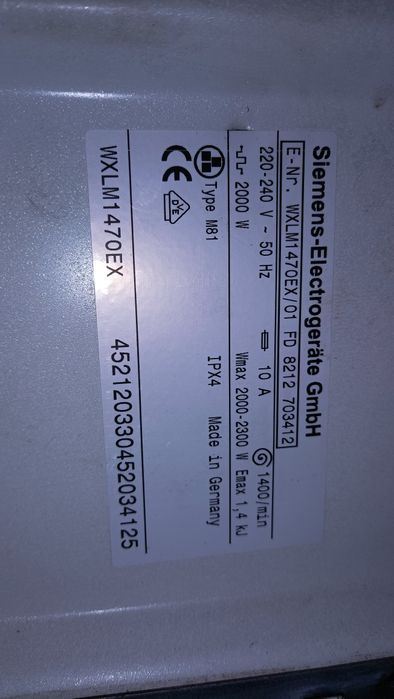 Siemens-Electrogeräte GmbH
E-Nr. WXLM1470EX/01 FD 8212 703412
220-240 V ~ 50 Hz 10 A 1400/min
2000 W Wmax 2000-2300 W Emax 1,4 kJ
Type M81 IPX4 Made in Germany
CE DVE
WXLM1470EX 452120330452034125